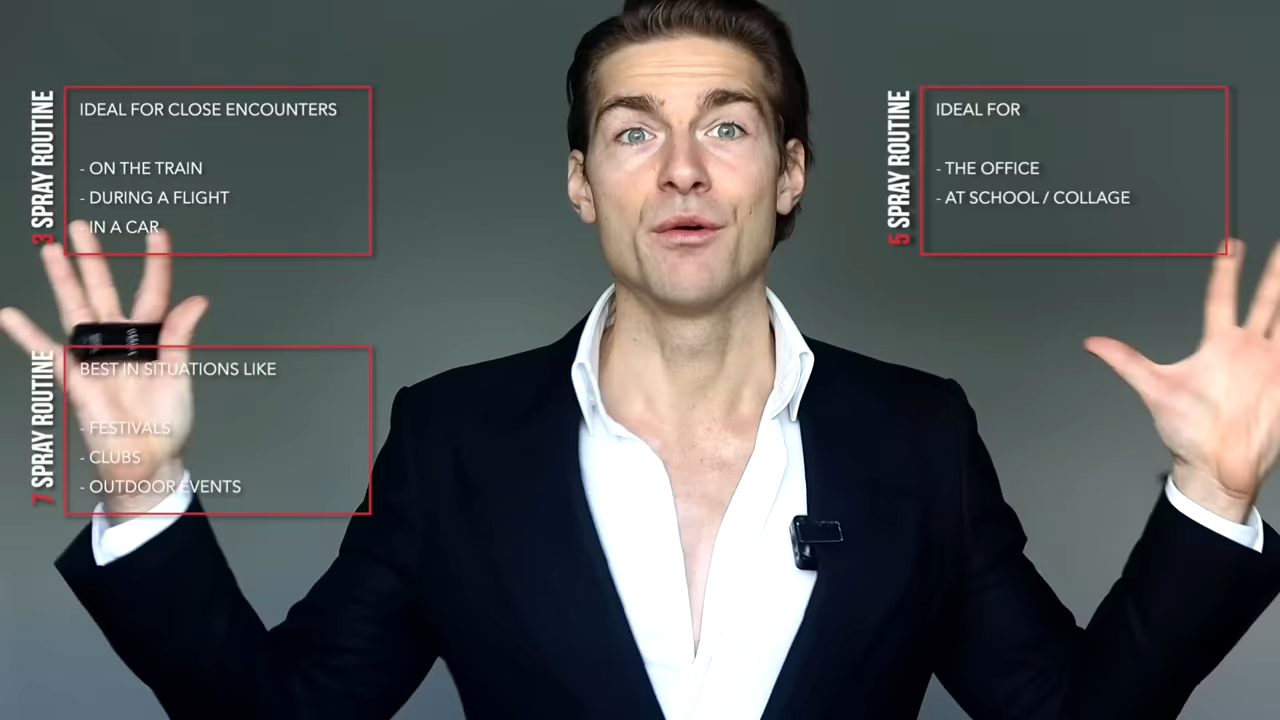 3 SPRAY ROUTINE
IDEAL FOR CLOSE ENCOUNTERS
- ON THE TRAIN
- DURING A FLIGHT
- IN A CAR
5 SPRAY ROUTINE
IDEAL FOR
- THE OFFICE
- AT SCHOOL / COLLAGE
7 SPRAY ROUTINE
BEST IN SITUATIONS LIKE
- FESTIVALS
- CLUBS
- OUTDOOR EVENTS